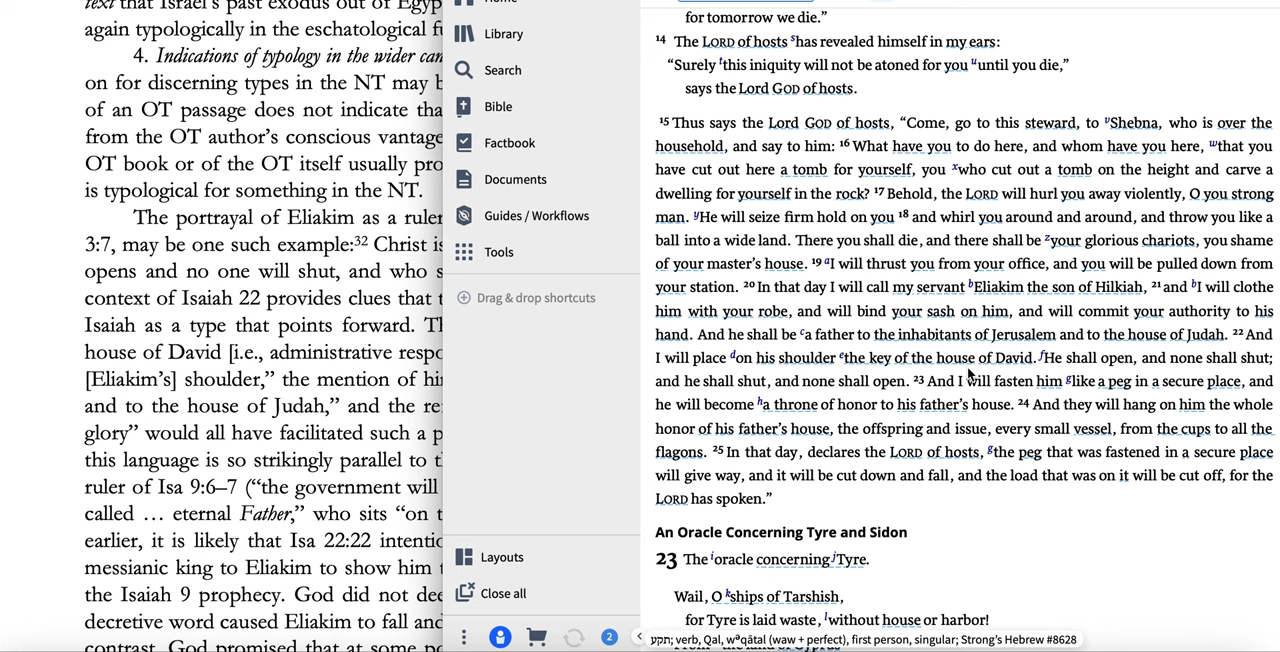 text that Israel's past exodus out of Egyp
again typologically in the eschatological fu
4. Indications of typology in the wider can
on for discerning types in the NT may b
of an OT passage does not indicate tha
from the OT author's conscious vantage
OT book or of the OT itself usually pro
is typological for something in the NT.
The portrayal of Eliakim as a ruler
3:7, may be one such example:32 Christ is
opens and no one will shut, and who s
context of Isaiah 22 provides clues that t
Isaiah as a type that points forward. Th
house of David [i.e., administrative respo
[Eliakim's] shoulder," the mention of hi
and to the house of Judah," and the re
glory" would all have facilitated such a p
this language is so strikingly parallel to t
ruler of Isa 9:6–7 ("the government will
called … eternal Father," who sits "on t
earlier, it is likely that Isa 22:22 intentio
messianic king to Eliakim to show him t
the Isaiah 9 prophecy. God did not dec
decretive word caused Eliakim to fall and
contrast, God promised that at some po
Library
Search
Bible
Factbook
Documents
Guides / Workflows
Tools
Drag & drop shortcuts
Layouts
Close all
2
for tomorrow we die."
14 The LORD of hosts s has revealed himself in my ears:
"Surely t this iniquity will not be atoned for you u until you die,"
says the Lord GOD of hosts.
15 Thus says the Lord GOD of hosts, "Come, go to this steward, to v Shebna, who is over the
household, and say to him: 16 What have you to do here, and whom have you here, w that you
have cut out here a tomb for yourself, you x who cut out a tomb on the height and carve a
dwelling for yourself in the rock? 17 Behold, the LORD will hurl you away violently, O you strong
man. y He will seize firm hold on you 18 and whirl you around and around, and throw you like a
ball into a wide land. There you shall die, and there shall be z your glorious chariots, you shame
of your master's house. 19 a I will thrust you from your office, and you will be pulled down from
your station. 20 In that day I will call my servant b Eliakim the son of Hilkiah, 21 and b I will clothe
him with your robe, and will bind your sash on him, and will commit your authority to his
hand. And he shall be c a father to the inhabitants of Jerusalem and to the house of Judah. 22 And
I will place d on his shoulder e the key of the house of David. f He shall open, and none shall shut;
and he shall shut, and none shall open. 23 And I will fasten him g like a peg in a secure place, and
he will become h a throne of honor to his father's house. 24 And they will hang on him the whole
honor of his father's house, the offspring and issue, every small vessel, from the cups to all the
flagons. 25 In that day, declares the LORD of hosts, g the peg that was fastened in a secure place
will give way, and it will be cut down and fall, and the load that was on it will be cut off, for the
LORD has spoken."
An Oracle Concerning Tyre and Sidon
23 The i oracle concerning j Tyre.
Wail, O k ships of Tarshish,
for Tyre is laid waste, l without house or harbor!
תקע; verb, Qal, wᵊqātal (waw + perfect), first person, singular; Strong's Hebrew #8628